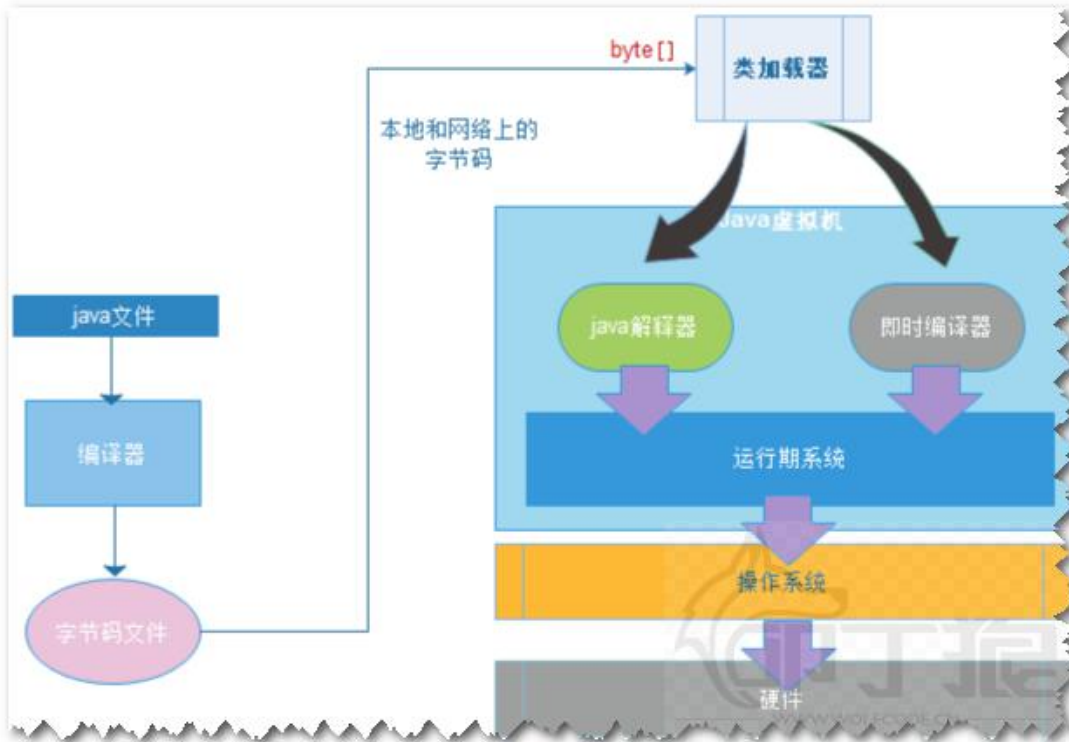 byte[]
类加载器
本地和网络上的
字节码
java虚拟机
java文件
java解释器
即时编译器
编译器
运行期系统
字节码文件
操作系统
硬件